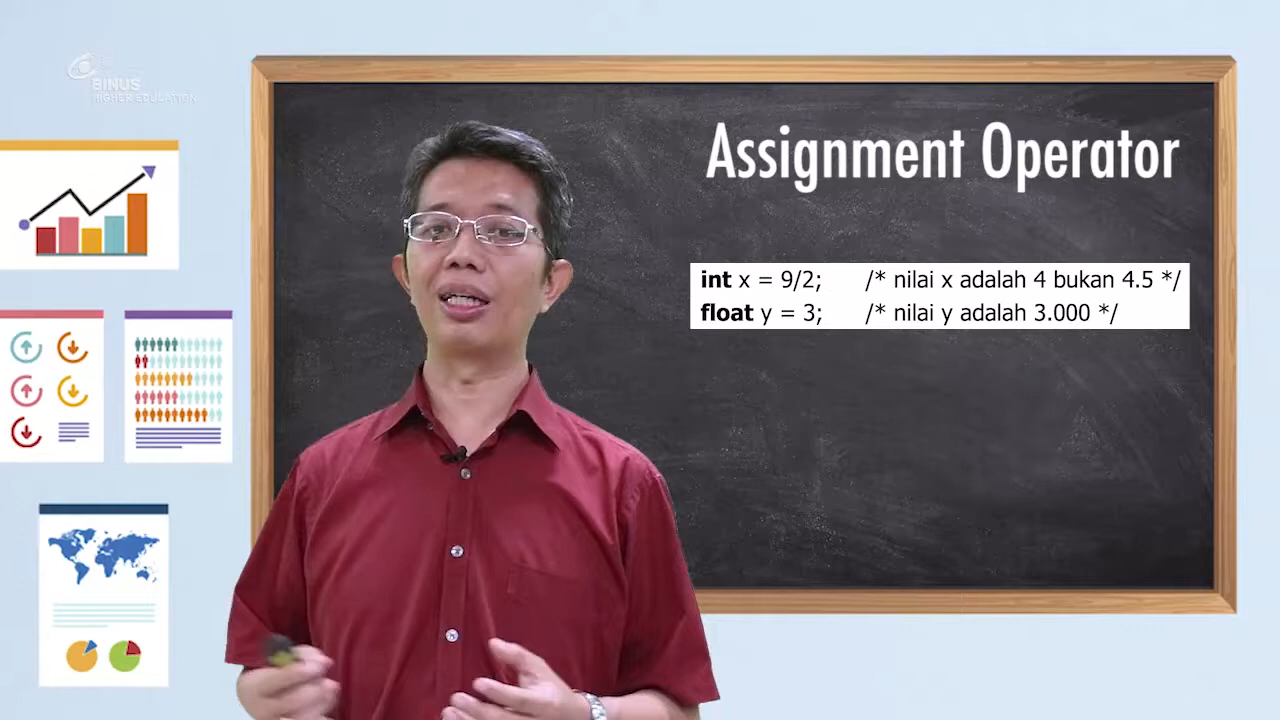 BINUS
HIGHER EDUCATION
Assignment Operator
int x = 9/2; /* nilai x adalah 4 bukan 4.5 */
float y = 3; /* nilai y adalah 3.000 */